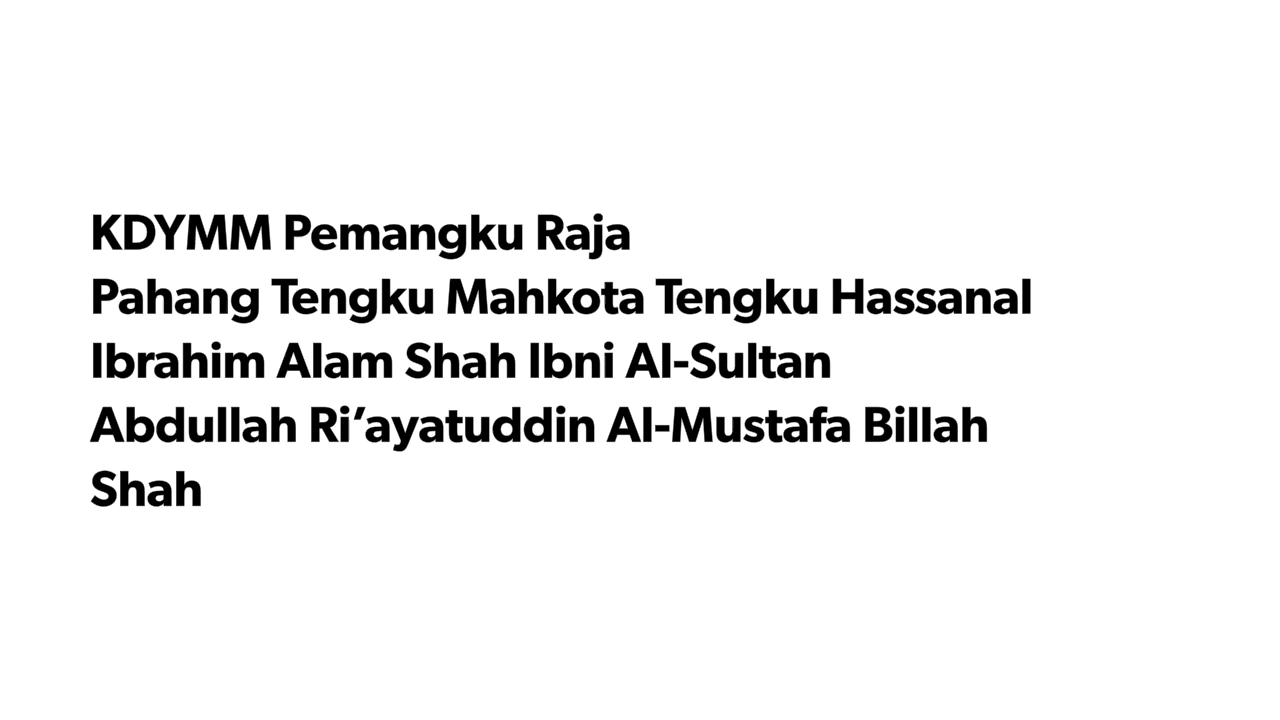 KDYMM Pemangku Raja
Pahang Tengku Mahkota Tengku Hassanal
Ibrahim Alam Shah Ibni Al-Sultan
Abdullah Ri’ayatuddin Al-Mustafa Billah
Shah